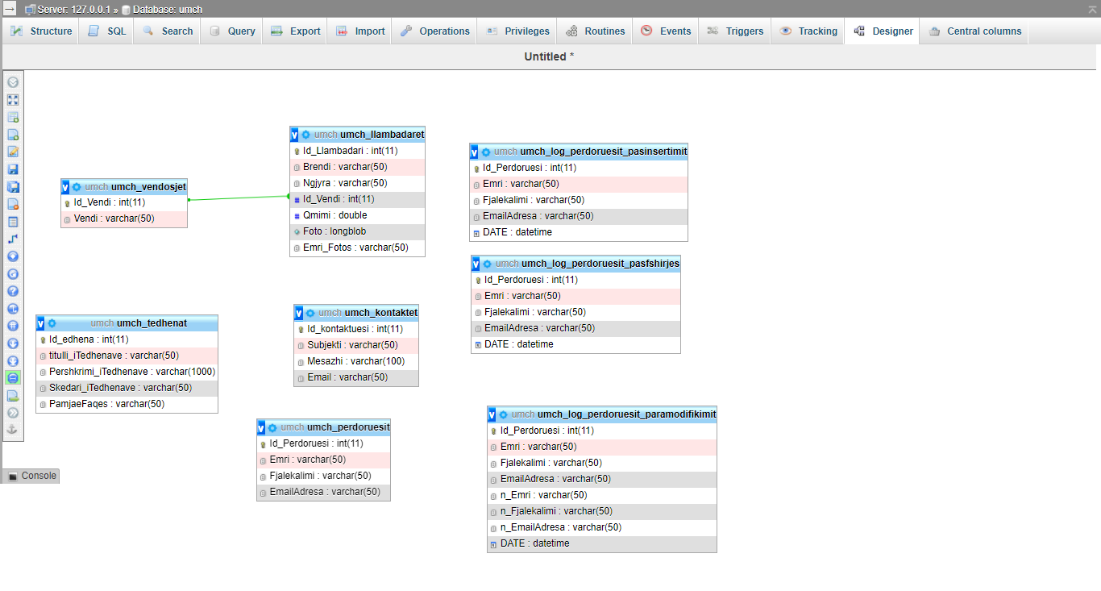 Server: 127.0.0.1 » Database: umch
Structure SQL Search Query Export Import Operations Privileges Routines Events Triggers Tracking Designer Central columns
Untitled *
umch umch_vendosjet
Id_Vendi : int(11)
Vendi : varchar(50)
umch umch_llambadaret
Id_Llambadari : int(11)
Brendi : varchar(50)
Ngjyra : varchar(50)
Id_Vendi : int(11)
Qmimi : double
Foto : longblob
Emri_Fotos : varchar(50)
umch umch_log_perdoruesit_pasinsertimit
Id_Perdoruesi : int(11)
Emri : varchar(50)
Fjalekalimi : varchar(50)
EmailAdresa : varchar(50)
DATE : datetime
umch umch_log_perdoruesit_pasfshirjes
Id_Perdoruesi : int(11)
Emri : varchar(50)
Fjalekalimi : varchar(50)
EmailAdresa : varchar(50)
DATE : datetime
umch umch_tedhenat
Id_edhena : int(11)
titulli_iTedhenave : varchar(50)
Pershkrimi_iTedhenave : varchar(1000)
Skedari_iTedhenave : varchar(50)
PamjaeFaqes : varchar(50)
umch umch_kontaktet
Id_kontaktuesi : int(11)
Subjekti : varchar(50)
Mesazhi : varchar(100)
Email : varchar(50)
umch umch_perdoruesit
Id_Perdoruesi : int(11)
Emri : varchar(50)
Fjalekalimi : varchar(50)
EmailAdresa : varchar(50)
umch umch_log_perdoruesit_paramodifikimit
Id_Perdoruesi : int(11)
Emri : varchar(50)
Fjalekalimi : varchar(50)
EmailAdresa : varchar(50)
n_Emri : varchar(50)
n_Fjalekalimi : varchar(50)
n_EmailAdresa : varchar(50)
DATE : datetime
Console